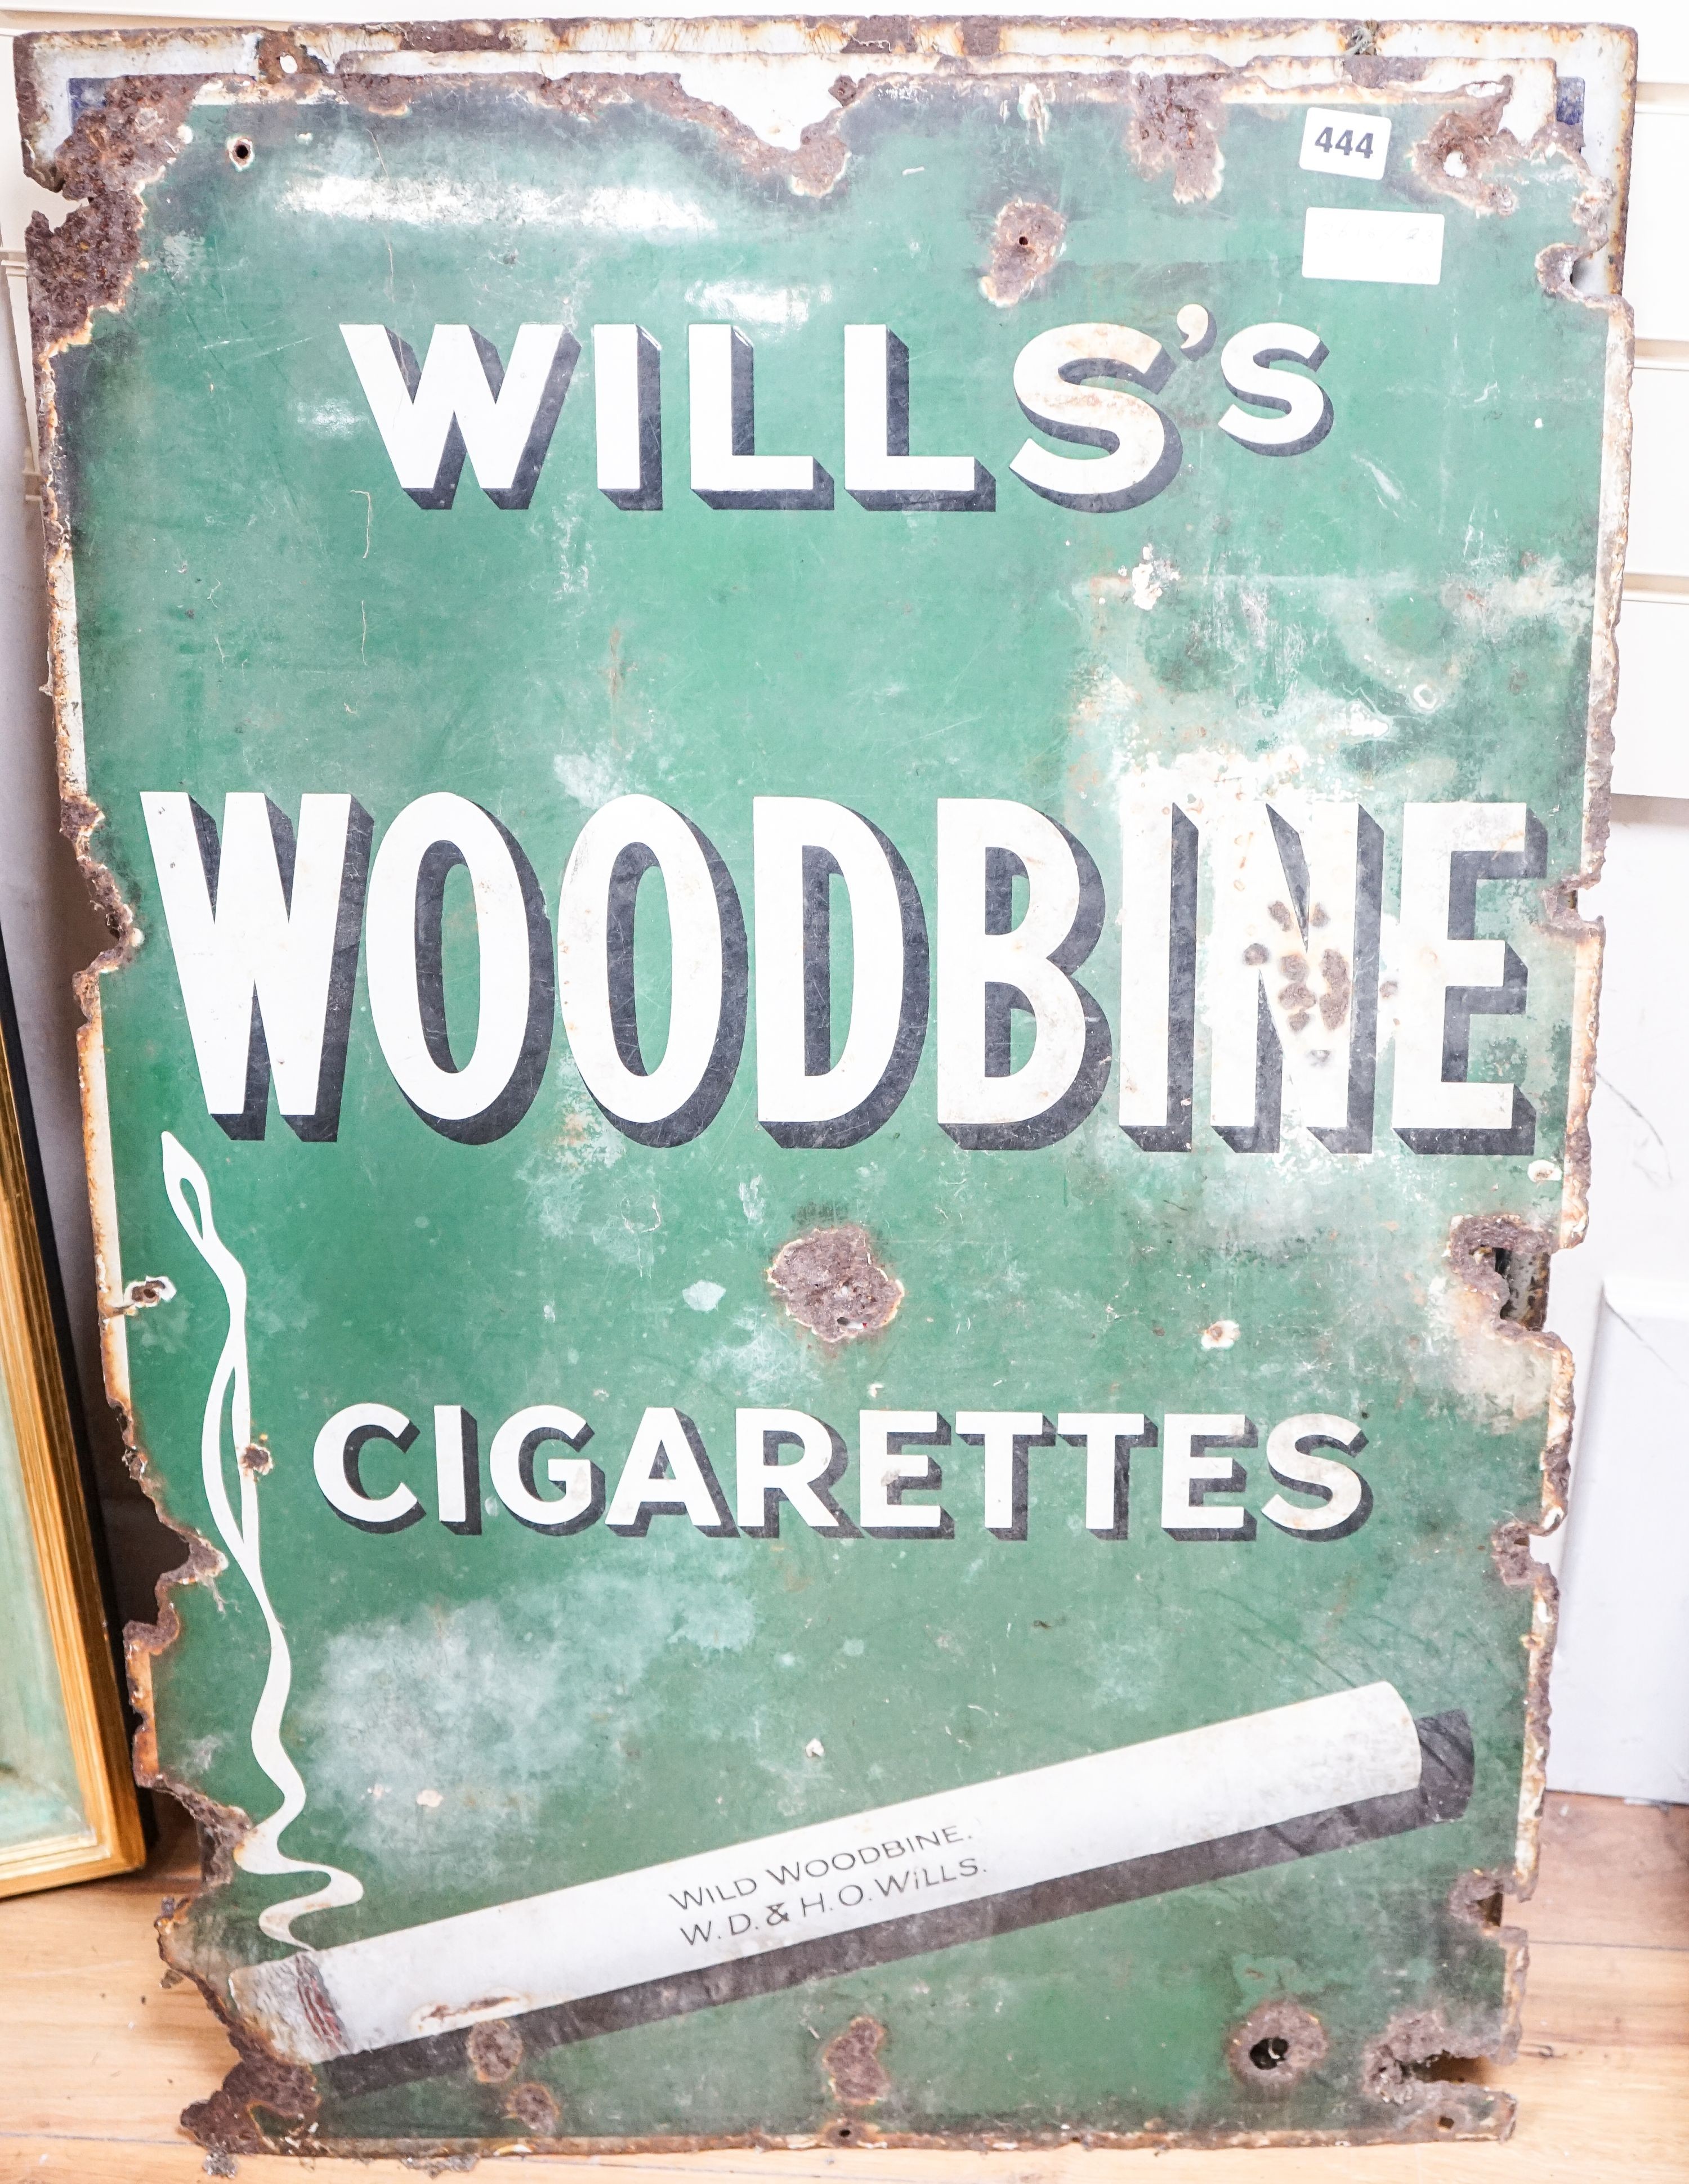 444
WILLS's
WOODBINE
CIGARETTES
WILD WOODBINE.
W.D.& H.O.WiLLS.